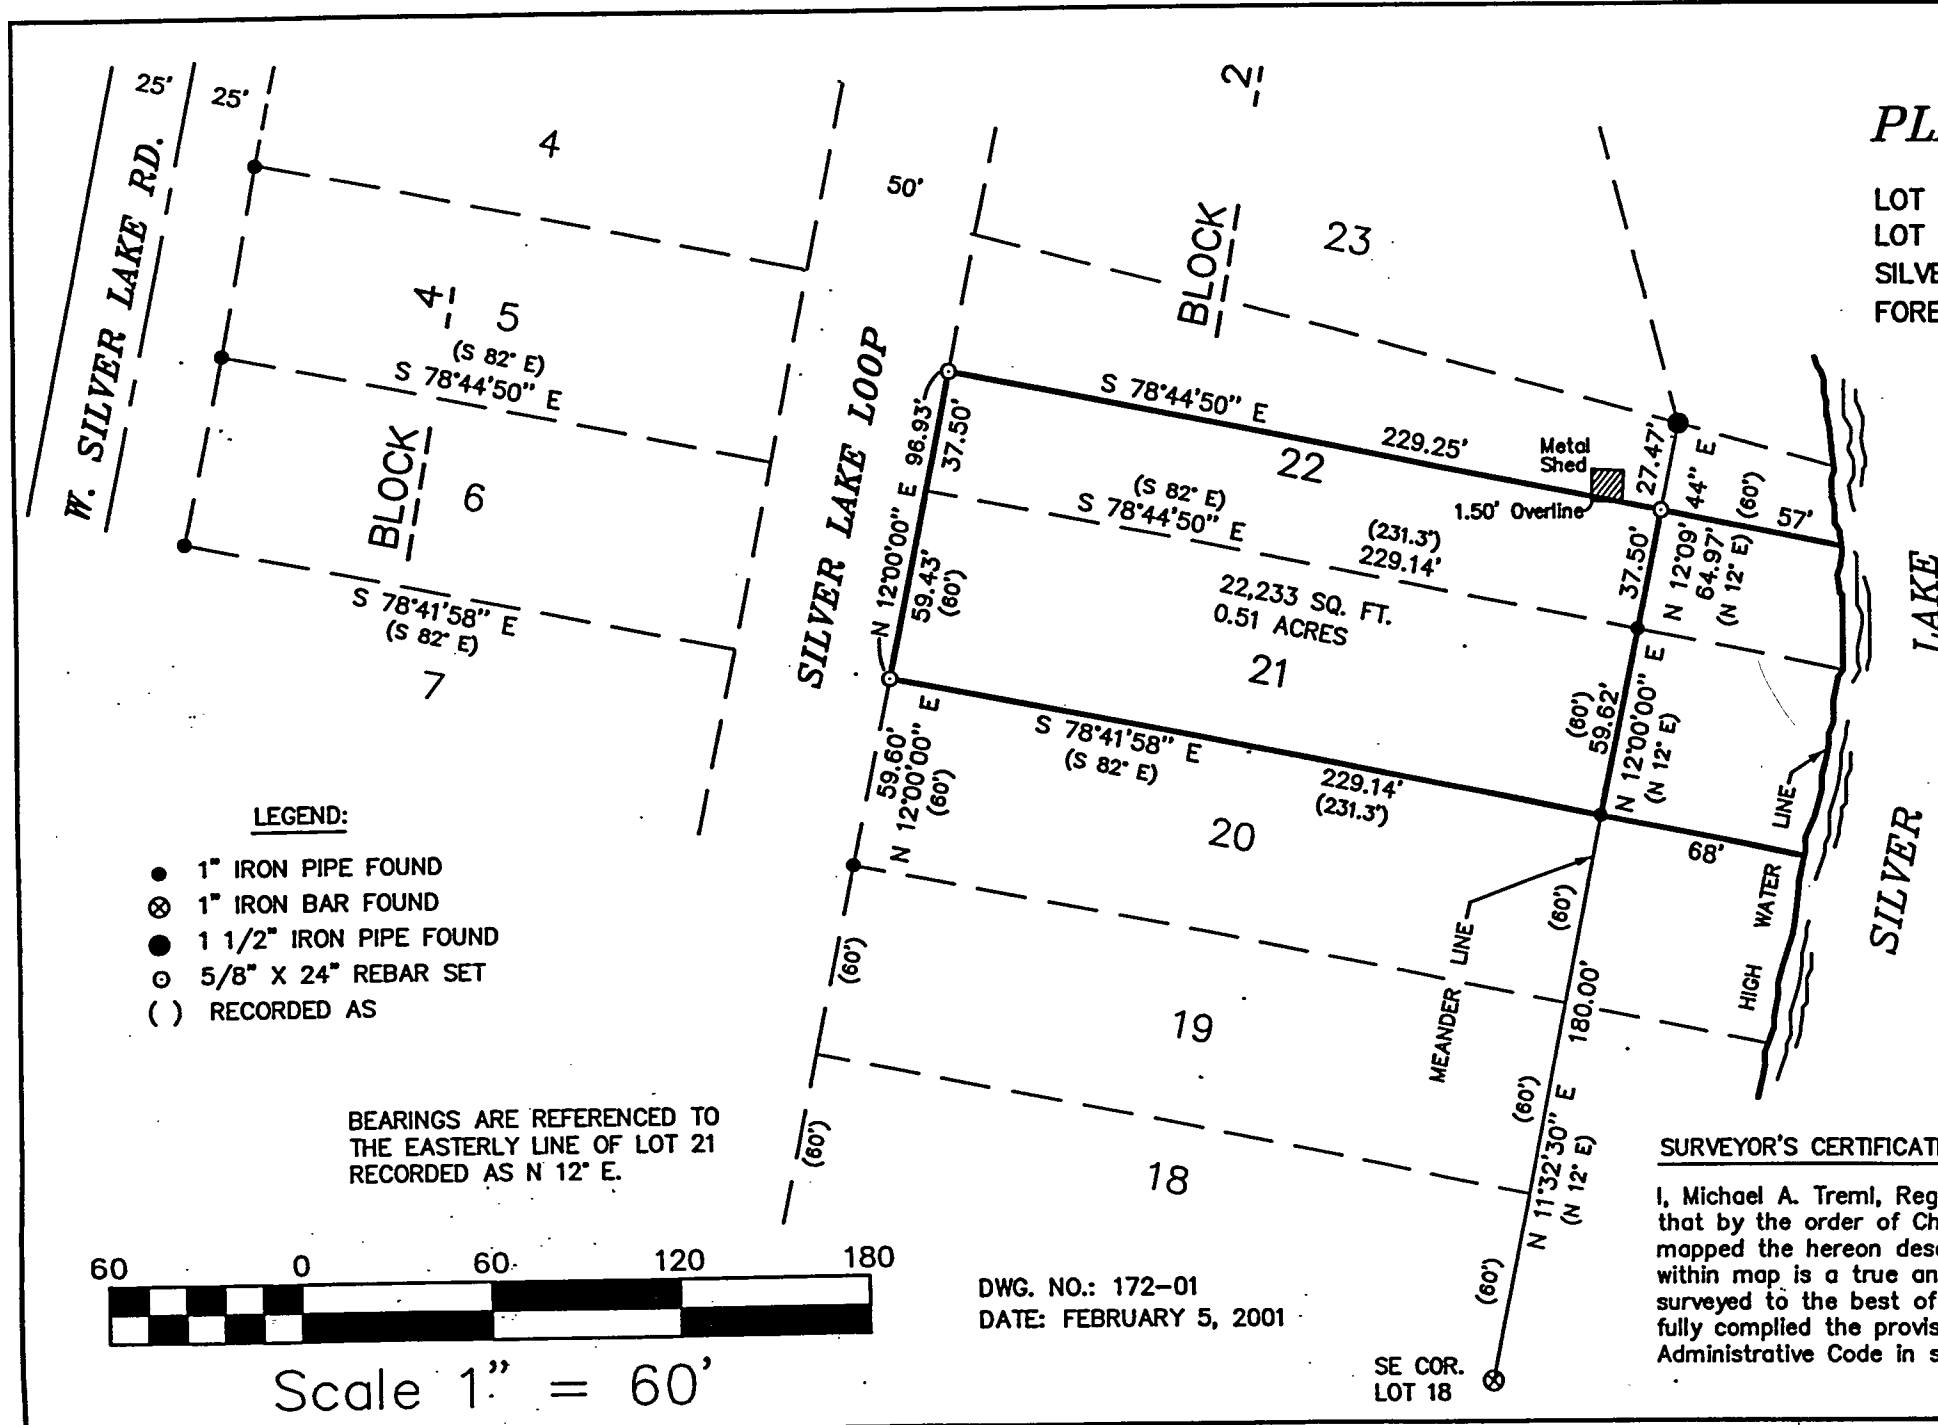 25'
25'
W. SILVER LAKE RD.
4
4
5
(S 82° E)
S 78°44'50" E
BLOCK
6
S 78°41'58" E
(S 82° E)
7
50'
SILVER LAKE LOOP
2
BLOCK
23
S 78°44'50" E
229.25'
22
Metal
Shed
1.50' Overline
96.93'
37.50'
N 12°00'00" E
59.43'
(60')
(S 82° E)
S 78°44'50" E
(231.3')
229.14'
22,233 SQ. FT.
0.51 ACRES
21
27.47'
N 12°09'44" E
64.97'
(N 12° E)
(60')
57'
37.50'
(60')
59.62'
N 12°00'00" E
(N 12° E)
S 78°41'58" E
(S 82° E)
229.14'
(231.3')
68'
59.60'
N 12°00'00" E
(60')
20
(60')
(60')
19
18
MEANDER LINE
(60')
180.00'
(60')
N 11°32'30" E
(N 12° E)
(60')
HIGH WATER LINE
SILVER LAKE
SE COR.
LOT 18
LEGEND:
1" IRON PIPE FOUND
1" IRON BAR FOUND
1 1/2" IRON PIPE FOUND
5/8" X 24" REBAR SET
( ) RECORDED AS
BEARINGS ARE REFERENCED TO
THE EASTERLY LINE OF LOT 21
RECORDED AS N 12° E.
60 0 60 120 180
Scale 1" = 60'
DWG. NO.: 172-01
DATE: FEBRUARY 5, 2001
LOT
LOT
SURVEYOR'S
I, Michael A. Treml,
that by the order of
mapped the hereon
within map is a true
surveyed to the best of
fully complied the
Administrative Code in